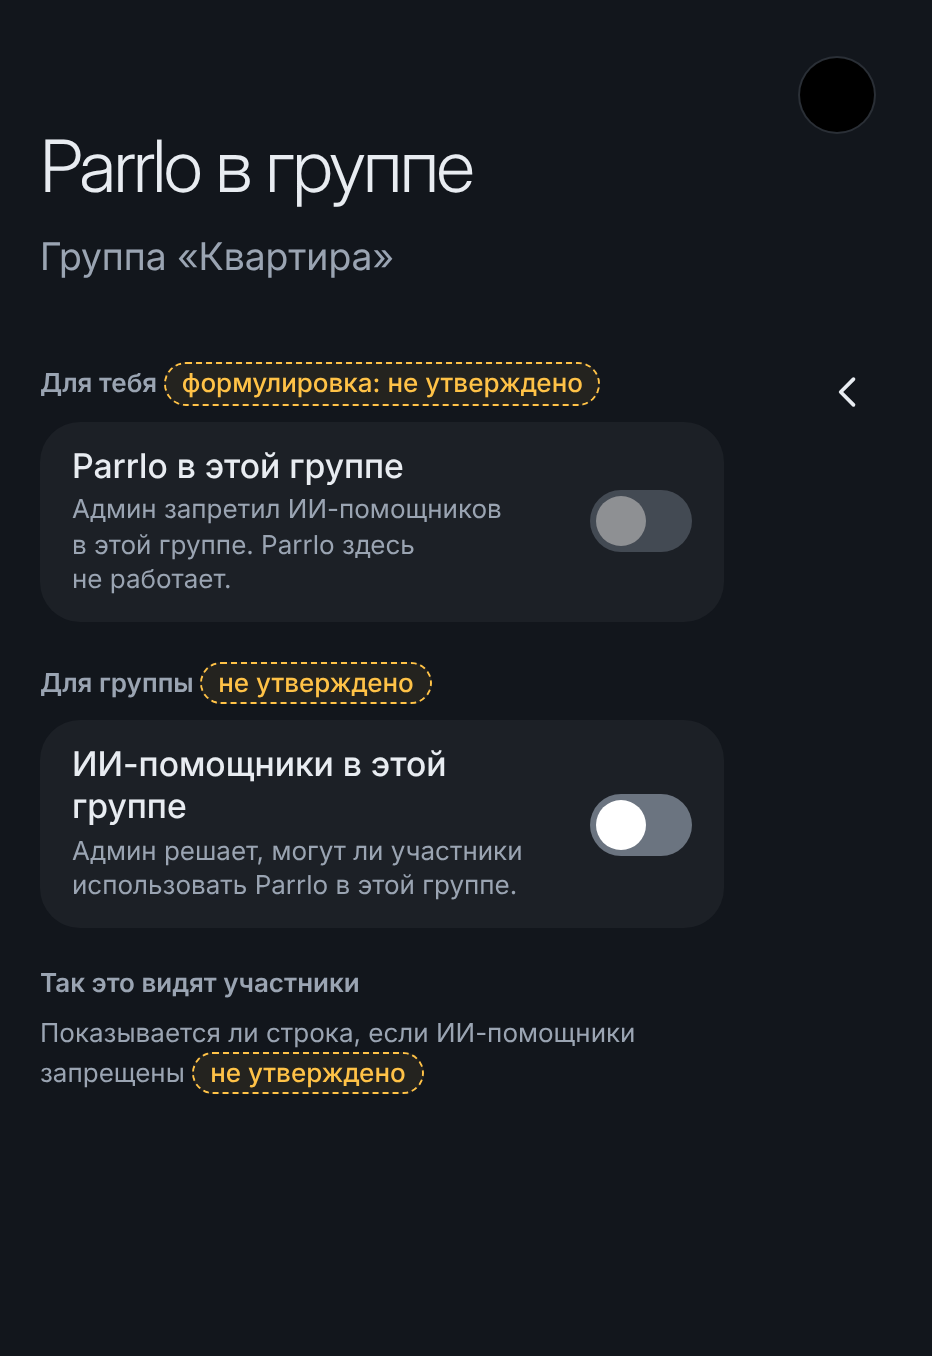 Parrlo в группе
Группа «Квартира»
Для тебя формулировка: не утверждено
Parrlo в этой группе
Админ запретил ИИ-помощников
в этой группе. Parrlo здесь
не работает.
Для группы не утверждено
ИИ-помощники в этой
группе
Админ решает, могут ли участники
использовать Parrlo в этой группе.
Так это видят участники
Показывается ли строка, если ИИ-помощники
запрещены не утверждено